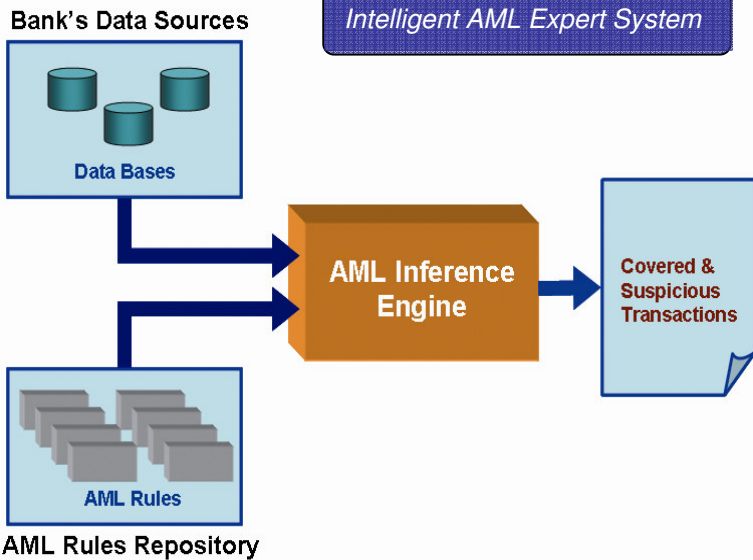 Bank's Data Sources
Intelligent AML Expert System
Data Bases
AML Inference
Engine
Covered &
Suspicious
Transactions
AML Rules
AML Rules Repository